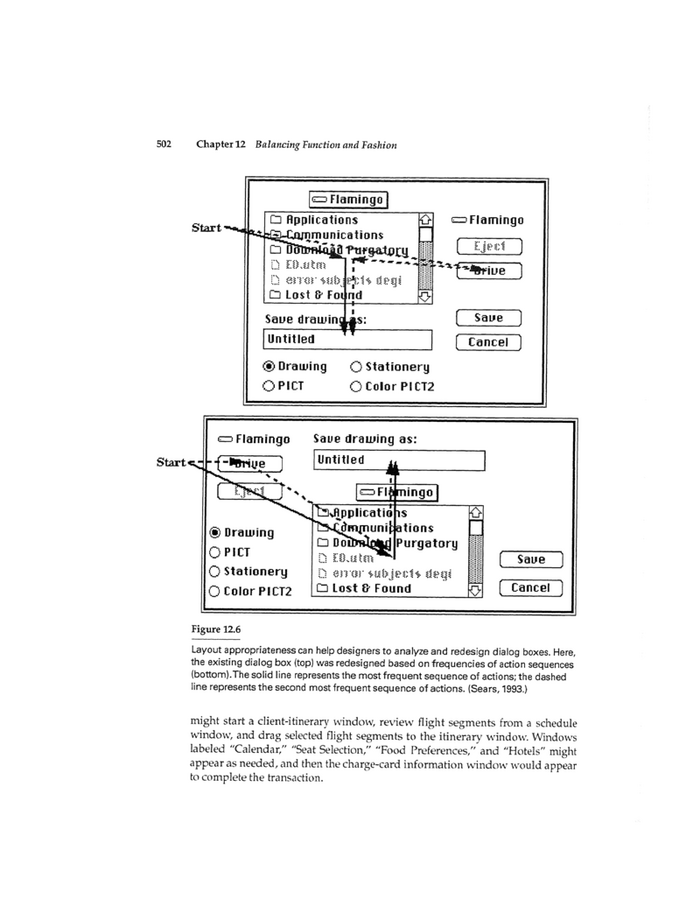 502 Chapter 12 Balancing Function and Fashion
Flamingo
Start
Applications
Communications
Download Purgatory
ED.utm
error subjects degi
Lost & Found
Flamingo
Eject
Drive
Save drawing as:
Untitled
Save
Cancel
Drawing
Stationery
PICT
Color PICT2
Flamingo
Save drawing as:
Start
Drive
Untitled
Eject
Flamingo
Applications
Communications
Download Purgatory
ED.utm
error subjects degi
Lost & Found
Drawing
PICT
Stationery
Color PICT2
Save
Cancel
Figure 12.6
Layout appropriateness can help designers to analyze and redesign dialog boxes. Here,
the existing dialog box (top) was redesigned based on frequencies of action sequences
(bottom). The solid line represents the most frequent sequence of actions; the dashed
line represents the second most frequent sequence of actions. (Sears, 1993.)
might start a client-itinerary window, review flight segments from a schedule
window, and drag selected flight segments to the itinerary window. Windows
labeled "Calendar," "Seat Selection," "Food Preferences," and "Hotels" might
appear as needed, and then the charge-card information window would appear
to complete the transaction.